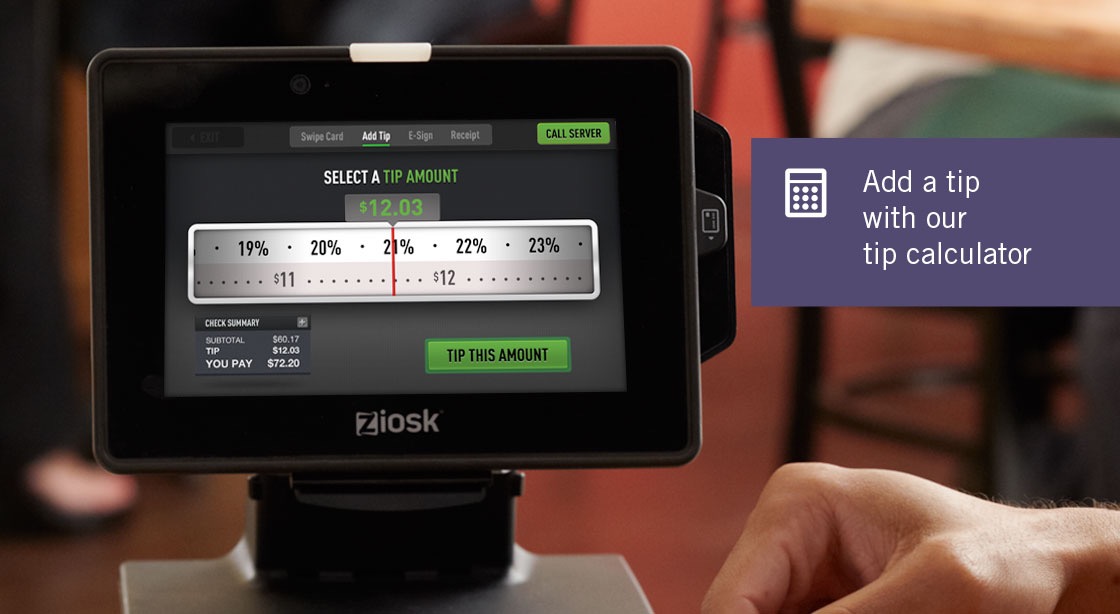 < EXIT
Swipe Card Add Tip E-Sign Receipt
CALL SERVER
SELECT A TIP AMOUNT
$12.03
19% 20% 21% 22% 23%
$11 $12
CHECK SUMMARY +
SUBTOTAL $60.17
TIP $12.03
YOU PAY $72.20
TIP THIS AMOUNT
Ziosk
Add a tip
with our
tip calculator